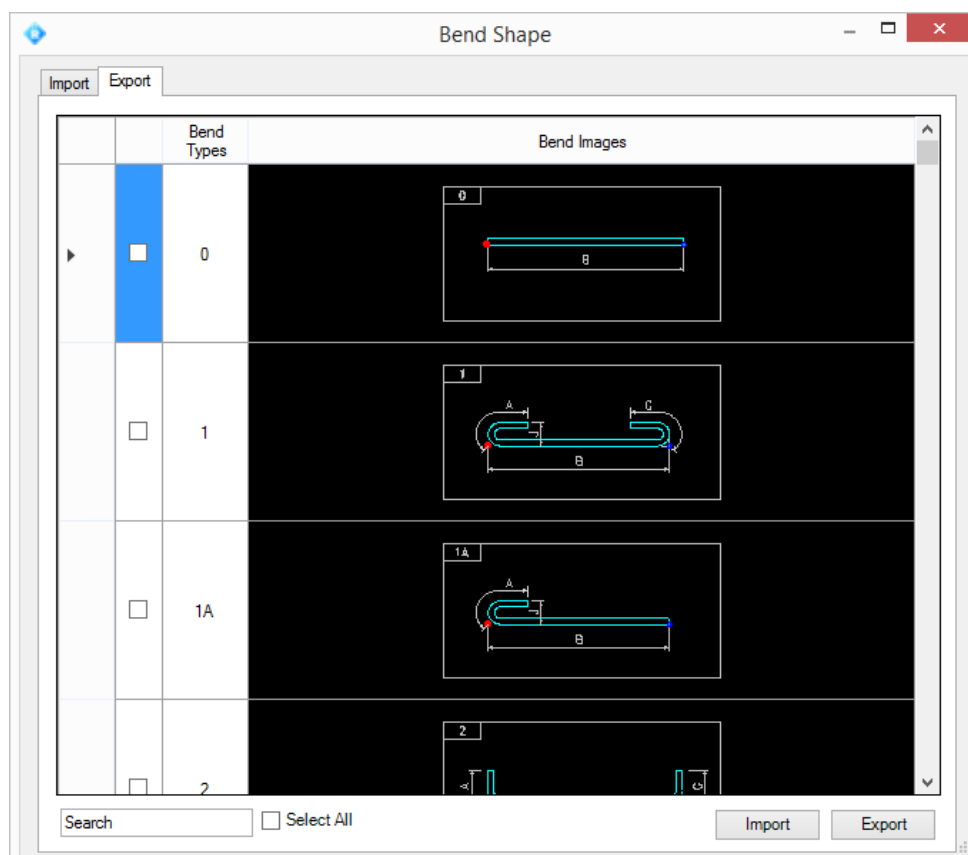 Bend Shape
Import
Export
Bend
Types
Bend Images
0
0
B
1
1
A
G
J
B
1A
1A
A
J
B
2
2
A
G
Search
Select All
Import
Export